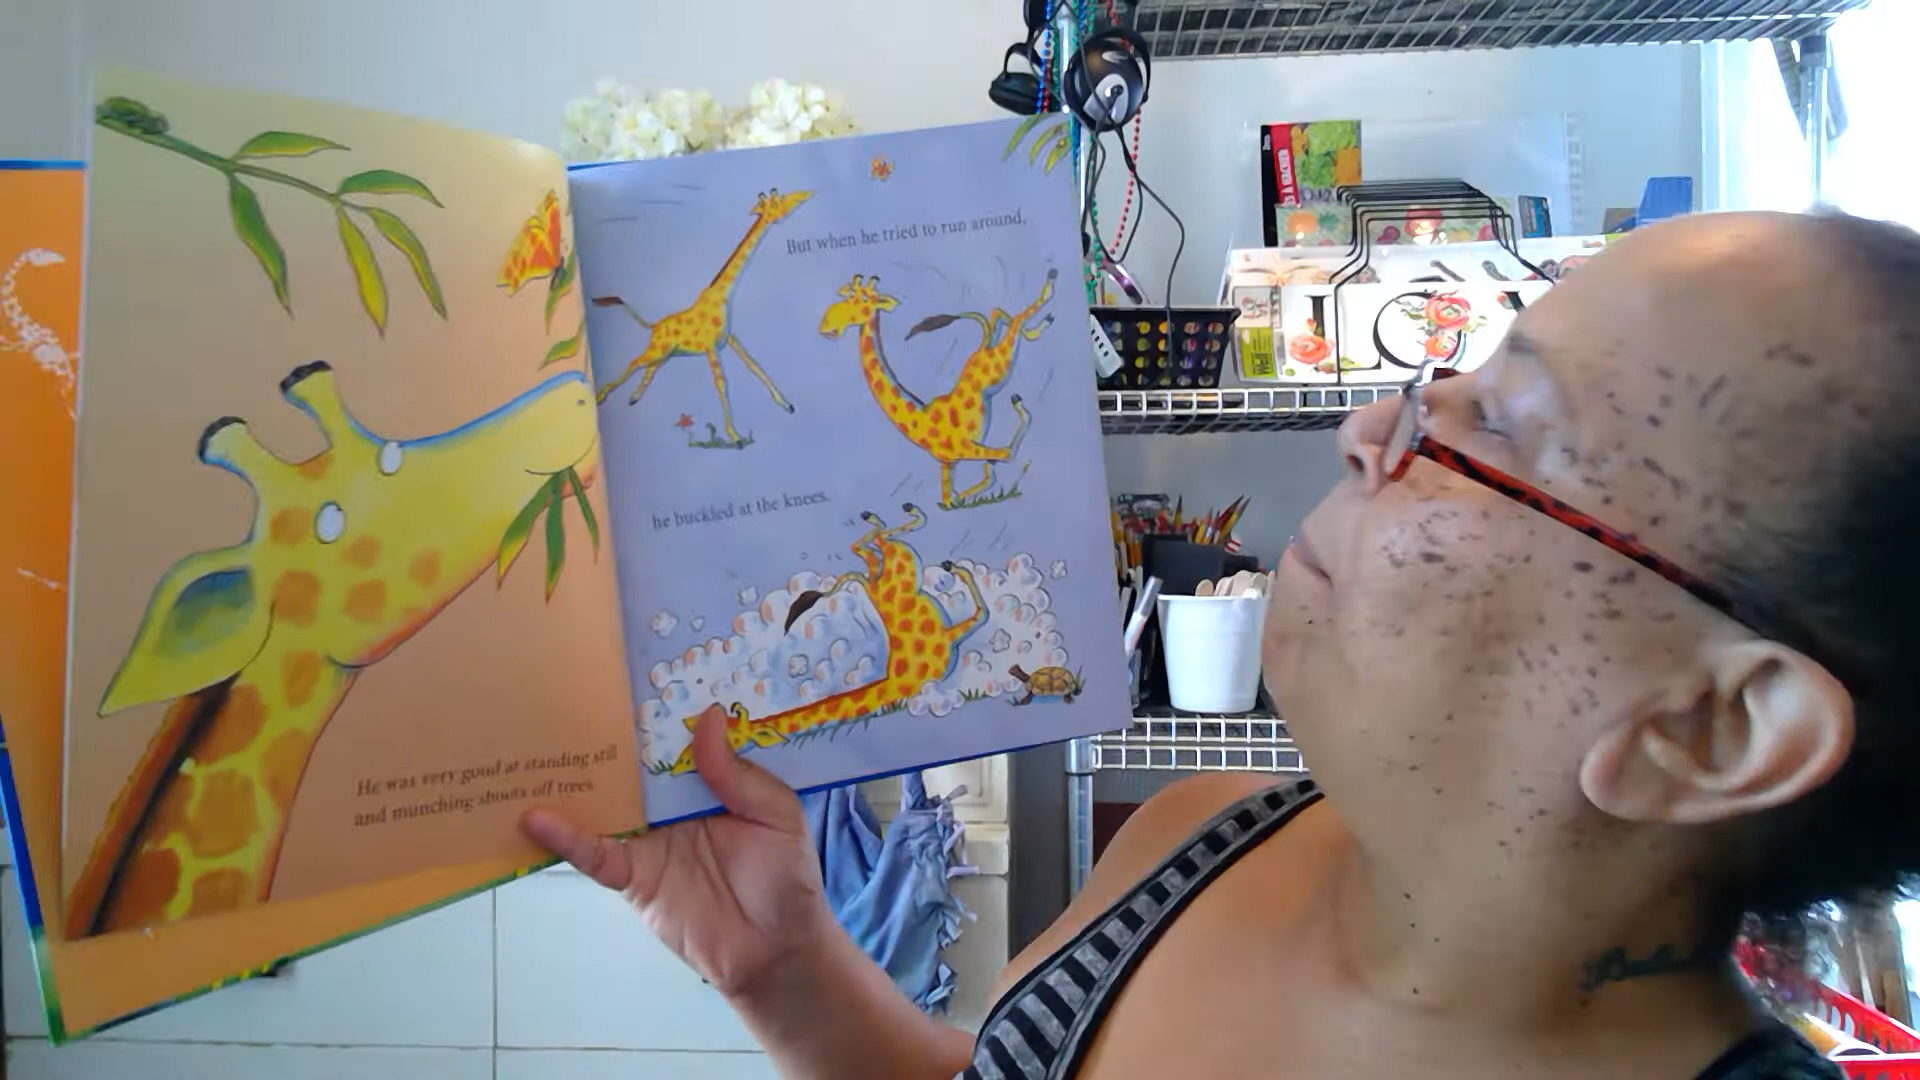 He was very good at standing still
and munching shoots off trees.
But when he tried to run around,
he buckled at the knees.